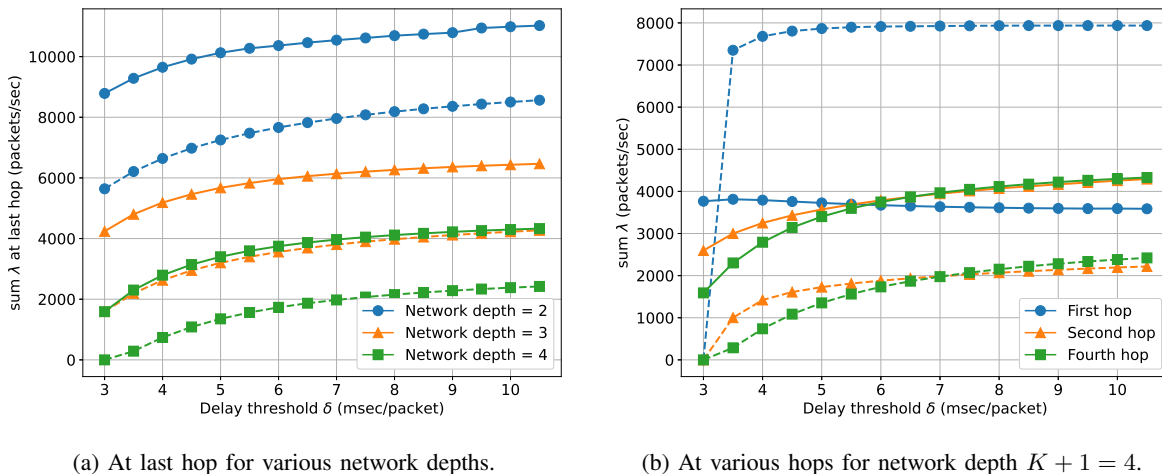 10000
8000
6000
4000
2000
0
sum λ at last hop (packets/sec)
Network depth = 2
Network depth = 3
Network depth = 4
3 4 5 6 7 8 9 10
Delay threshold δ (msec/packet)
(a) At last hop for various network depths.
8000
7000
6000
5000
4000
3000
2000
1000
0
sum λ (packets/sec)
First hop
Second hop
Fourth hop
3 4 5 6 7 8 9 10
Delay threshold δ (msec/packet)
(b) At various hops for network depth K + 1 = 4.